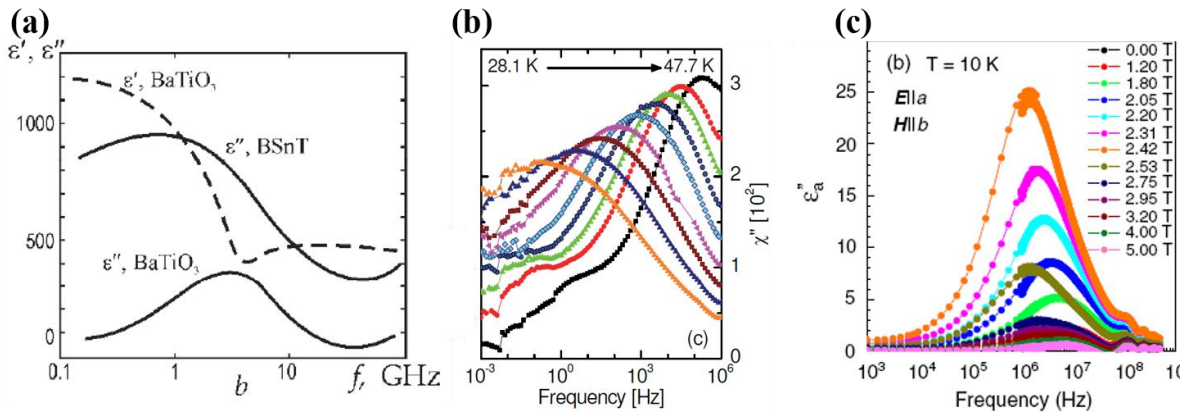 (a)
ε', ε''
ε', BaTiO₃
1000
ε'', BSnT
500
ε'', BaTiO₃
0
0.1 1 10
b f, GHz
(b)
28.1 K 47.7 K
3
2
1
0
χ'' [10²]
(c)
10⁻³ 10⁰ 10³ 10⁶
Frequency [Hz]
(c)
(b) T = 10 K
E||a
H||b
0.00 T
1.20 T
1.80 T
2.05 T
2.20 T
2.31 T
2.42 T
2.53 T
2.75 T
2.95 T
3.20 T
4.00 T
5.00 T
25
20
15
10
5
0
εₐ''
10³ 10⁴ 10⁵ 10⁶ 10⁷ 10⁸ 10⁹
Frequency (Hz)